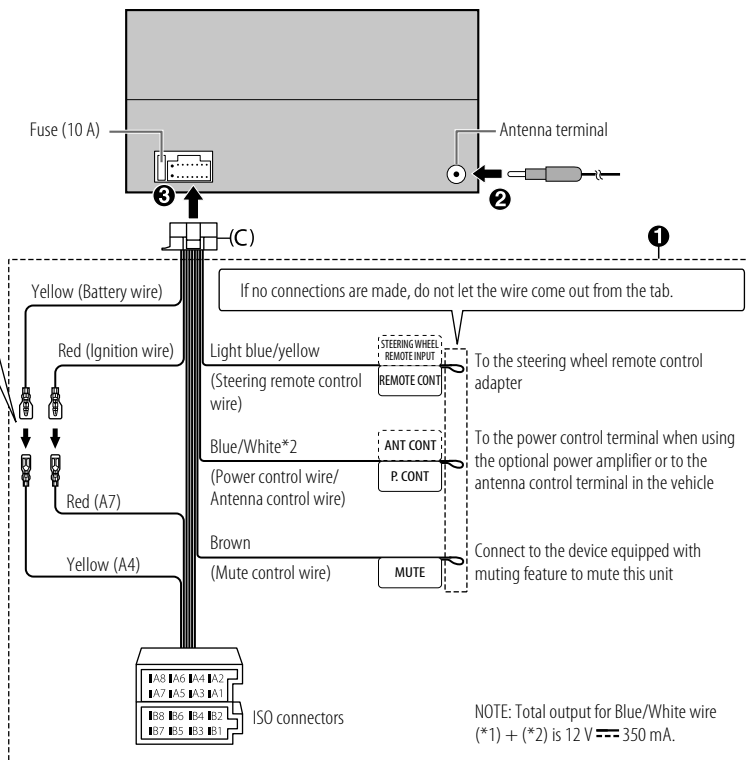 Fuse (10 A)
Antenna terminal
❸
❷
(C)
❶
Yellow (Battery wire)
If no connections are made, do not let the wire come out from the tab.
Red (Ignition wire)
Light blue/yellow
(Steering remote control
wire)
STEERING WHEEL
REMOTE INPUT
REMOTE CONT
To the steering wheel remote control
adapter
Blue/White*2
(Power control wire/
Antenna control wire)
ANT CONT
P. CONT
To the power control terminal when using
the optional power amplifier or to the
antenna control terminal in the vehicle
Red (A7)
Yellow (A4)
Brown
(Mute control wire)
MUTE
Connect to the device equipped with
muting feature to mute this unit
A8 A6 A4 A2
A7 A5 A3 A1
B8 B6 B4 B2
B7 B5 B3 B1
ISO connectors
NOTE: Total output for Blue/White wire
(*1) + (*2) is 12 V ⎓ 350 mA.